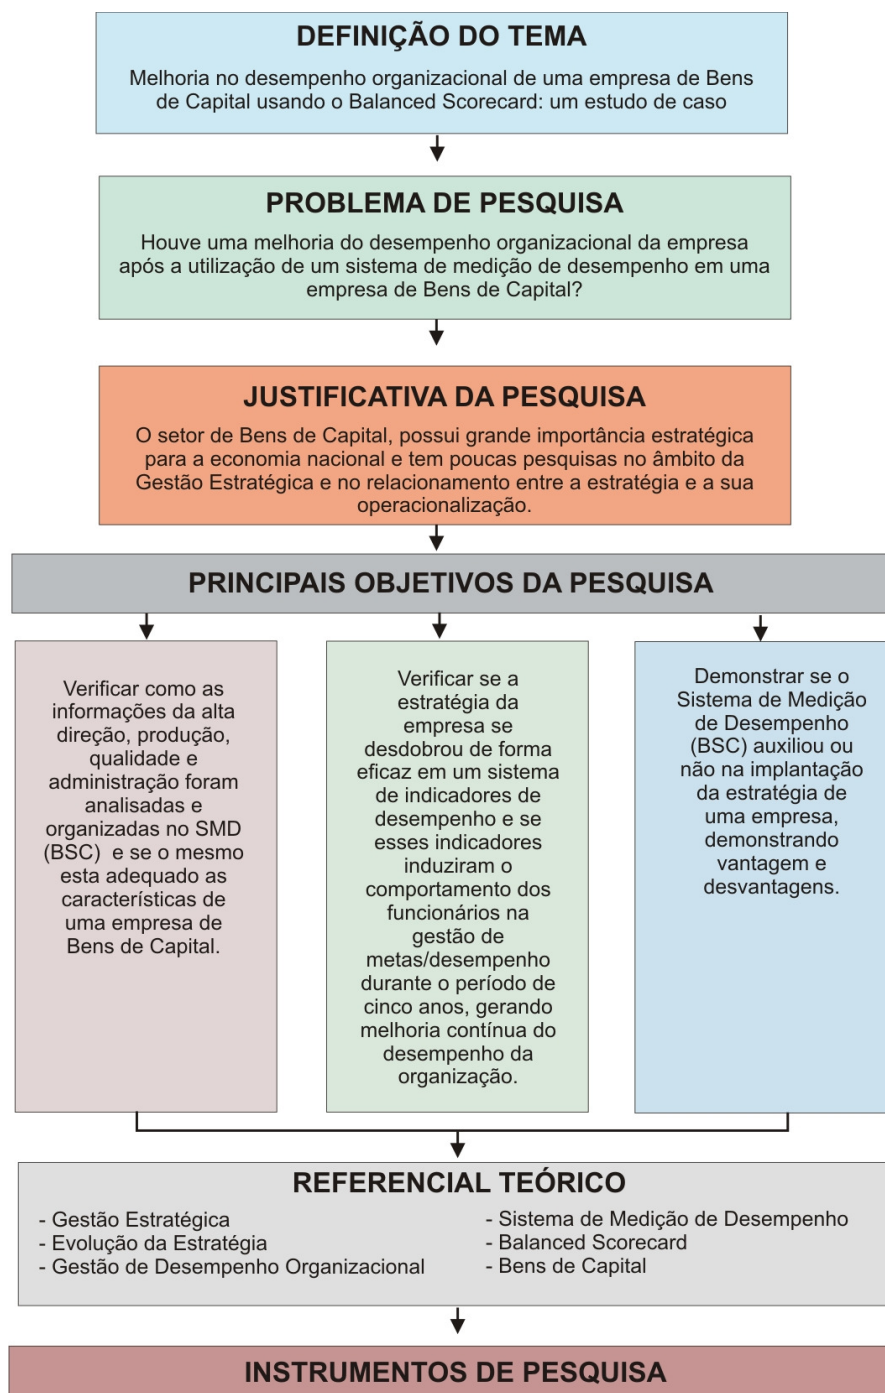 DEFINIÇÃO DO TEMA
Melhoria no desempenho organizacional de uma empresa de Bens
de Capital usando o Balanced Scorecard: um estudo de caso
PROBLEMA DE PESQUISA
Houve uma melhoria do desempenho organizacional da empresa
após a utilização de um sistema de medição de desempenho em uma
empresa de Bens de Capital?
JUSTIFICATIVA DA PESQUISA
O setor de Bens de Capital, possui grande importância estratégica
para a economia nacional e tem poucas pesquisas no âmbito da
Gestão Estratégica e no relacionamento entre a estratégia e a sua
operacionalização.
PRINCIPAIS OBJETIVOS DA PESQUISA
Verificar como as
informações da alta
direção, produção,
qualidade e
administração foram
analisadas e
organizadas no SMD
(BSC) e se o mesmo
esta adequado as
características de
uma empresa de
Bens de Capital.
Verificar se a
estratégia da
empresa se
desdobrou de forma
eficaz em um sistema
de indicadores de
desempenho e se
esses indicadores
induziram o
comportamento dos
funcionários na
gestão de
metas/desempenho
durante o período de
cinco anos, gerando
melhoria contínua do
desempenho da
organização.
Demonstrar se o
Sistema de Medição
de Desempenho
(BSC) auxiliou ou
não na implantação
da estratégia de
uma empresa,
demonstrando
vantagem e
desvantagens.
REFERENCIAL TEÓRICO
- Gestão Estratégica
- Evolução da Estratégia
- Gestão de Desempenho Organizacional
- Sistema de Medição de Desempenho
- Balanced Scorecard
- Bens de Capital
INSTRUMENTOS DE PESQUISA